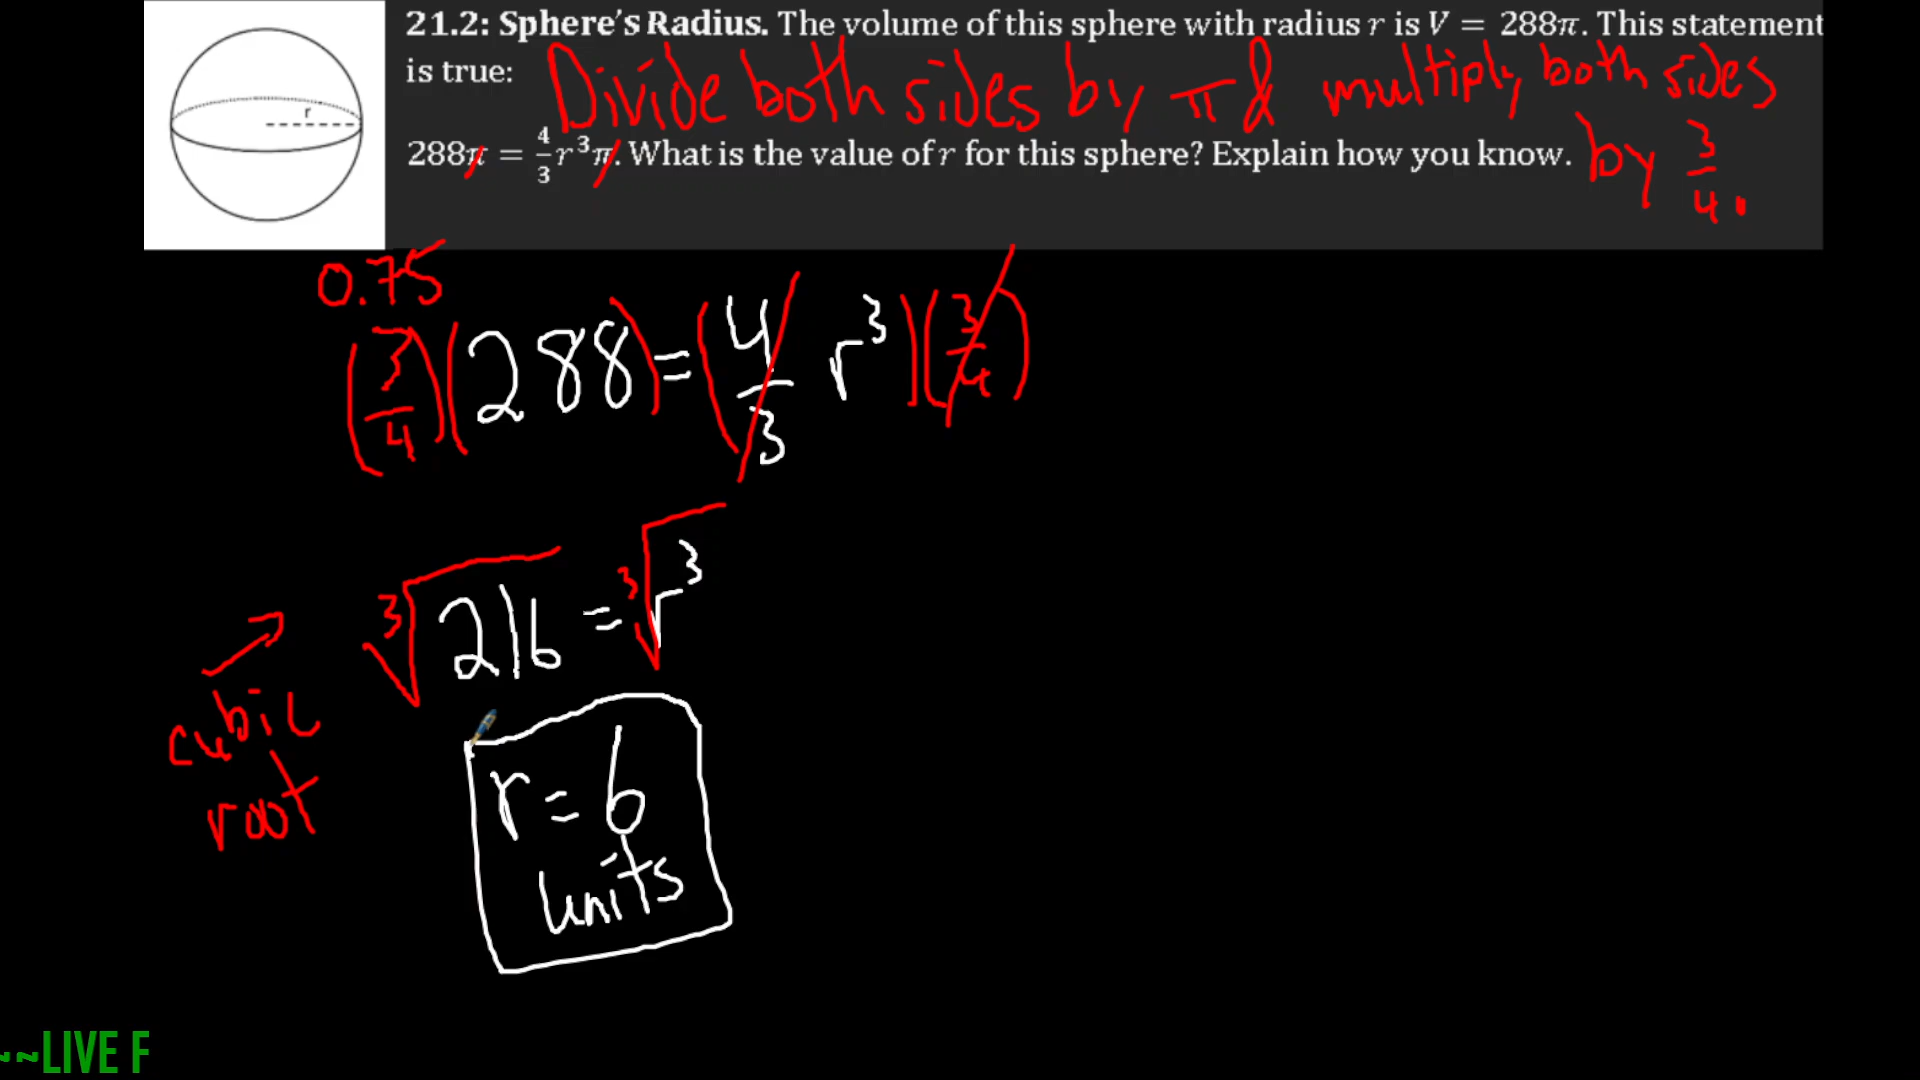 21.2: Sphere's Radius. The volume of this sphere with radius r is V = 288π. This statement
is true: Divide both sides by π & multiply both sides
288π = 4/3 r³π. What is the value of r for this sphere? Explain how you know. by 3/4.
r
0.75
(3/4)(288) = (4/3 r³)(3/4)
∛216 = ∛r³
cubic
root
r = 6
units
~~LIVE F